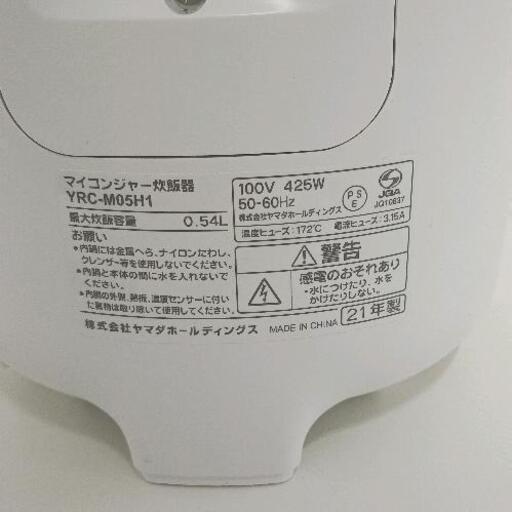 マイコンジャー炊飯器
YRC-M05H1
最大炊飯容量 0.54L
お願い
•内鍋には金属へら、ナイロンたわし、
クレンザー等を使用しないでください。
•内鍋と本体の間に水を入れないで
ください。
•内鍋の外側、熱板、温度センサーに付い
た異物は取り除いて使用してください。
100V 425W
50-60Hz
株式会社ヤマダホールディングス
PS
E
JQA
JQ10837
温度ヒューズ:172℃ 電流ヒューズ:3.15A
警告
感電のおそれあり
・水につけたり、水を
かけたりしない。
株式会社ヤマダホールディングス MADE IN CHINA 21年製